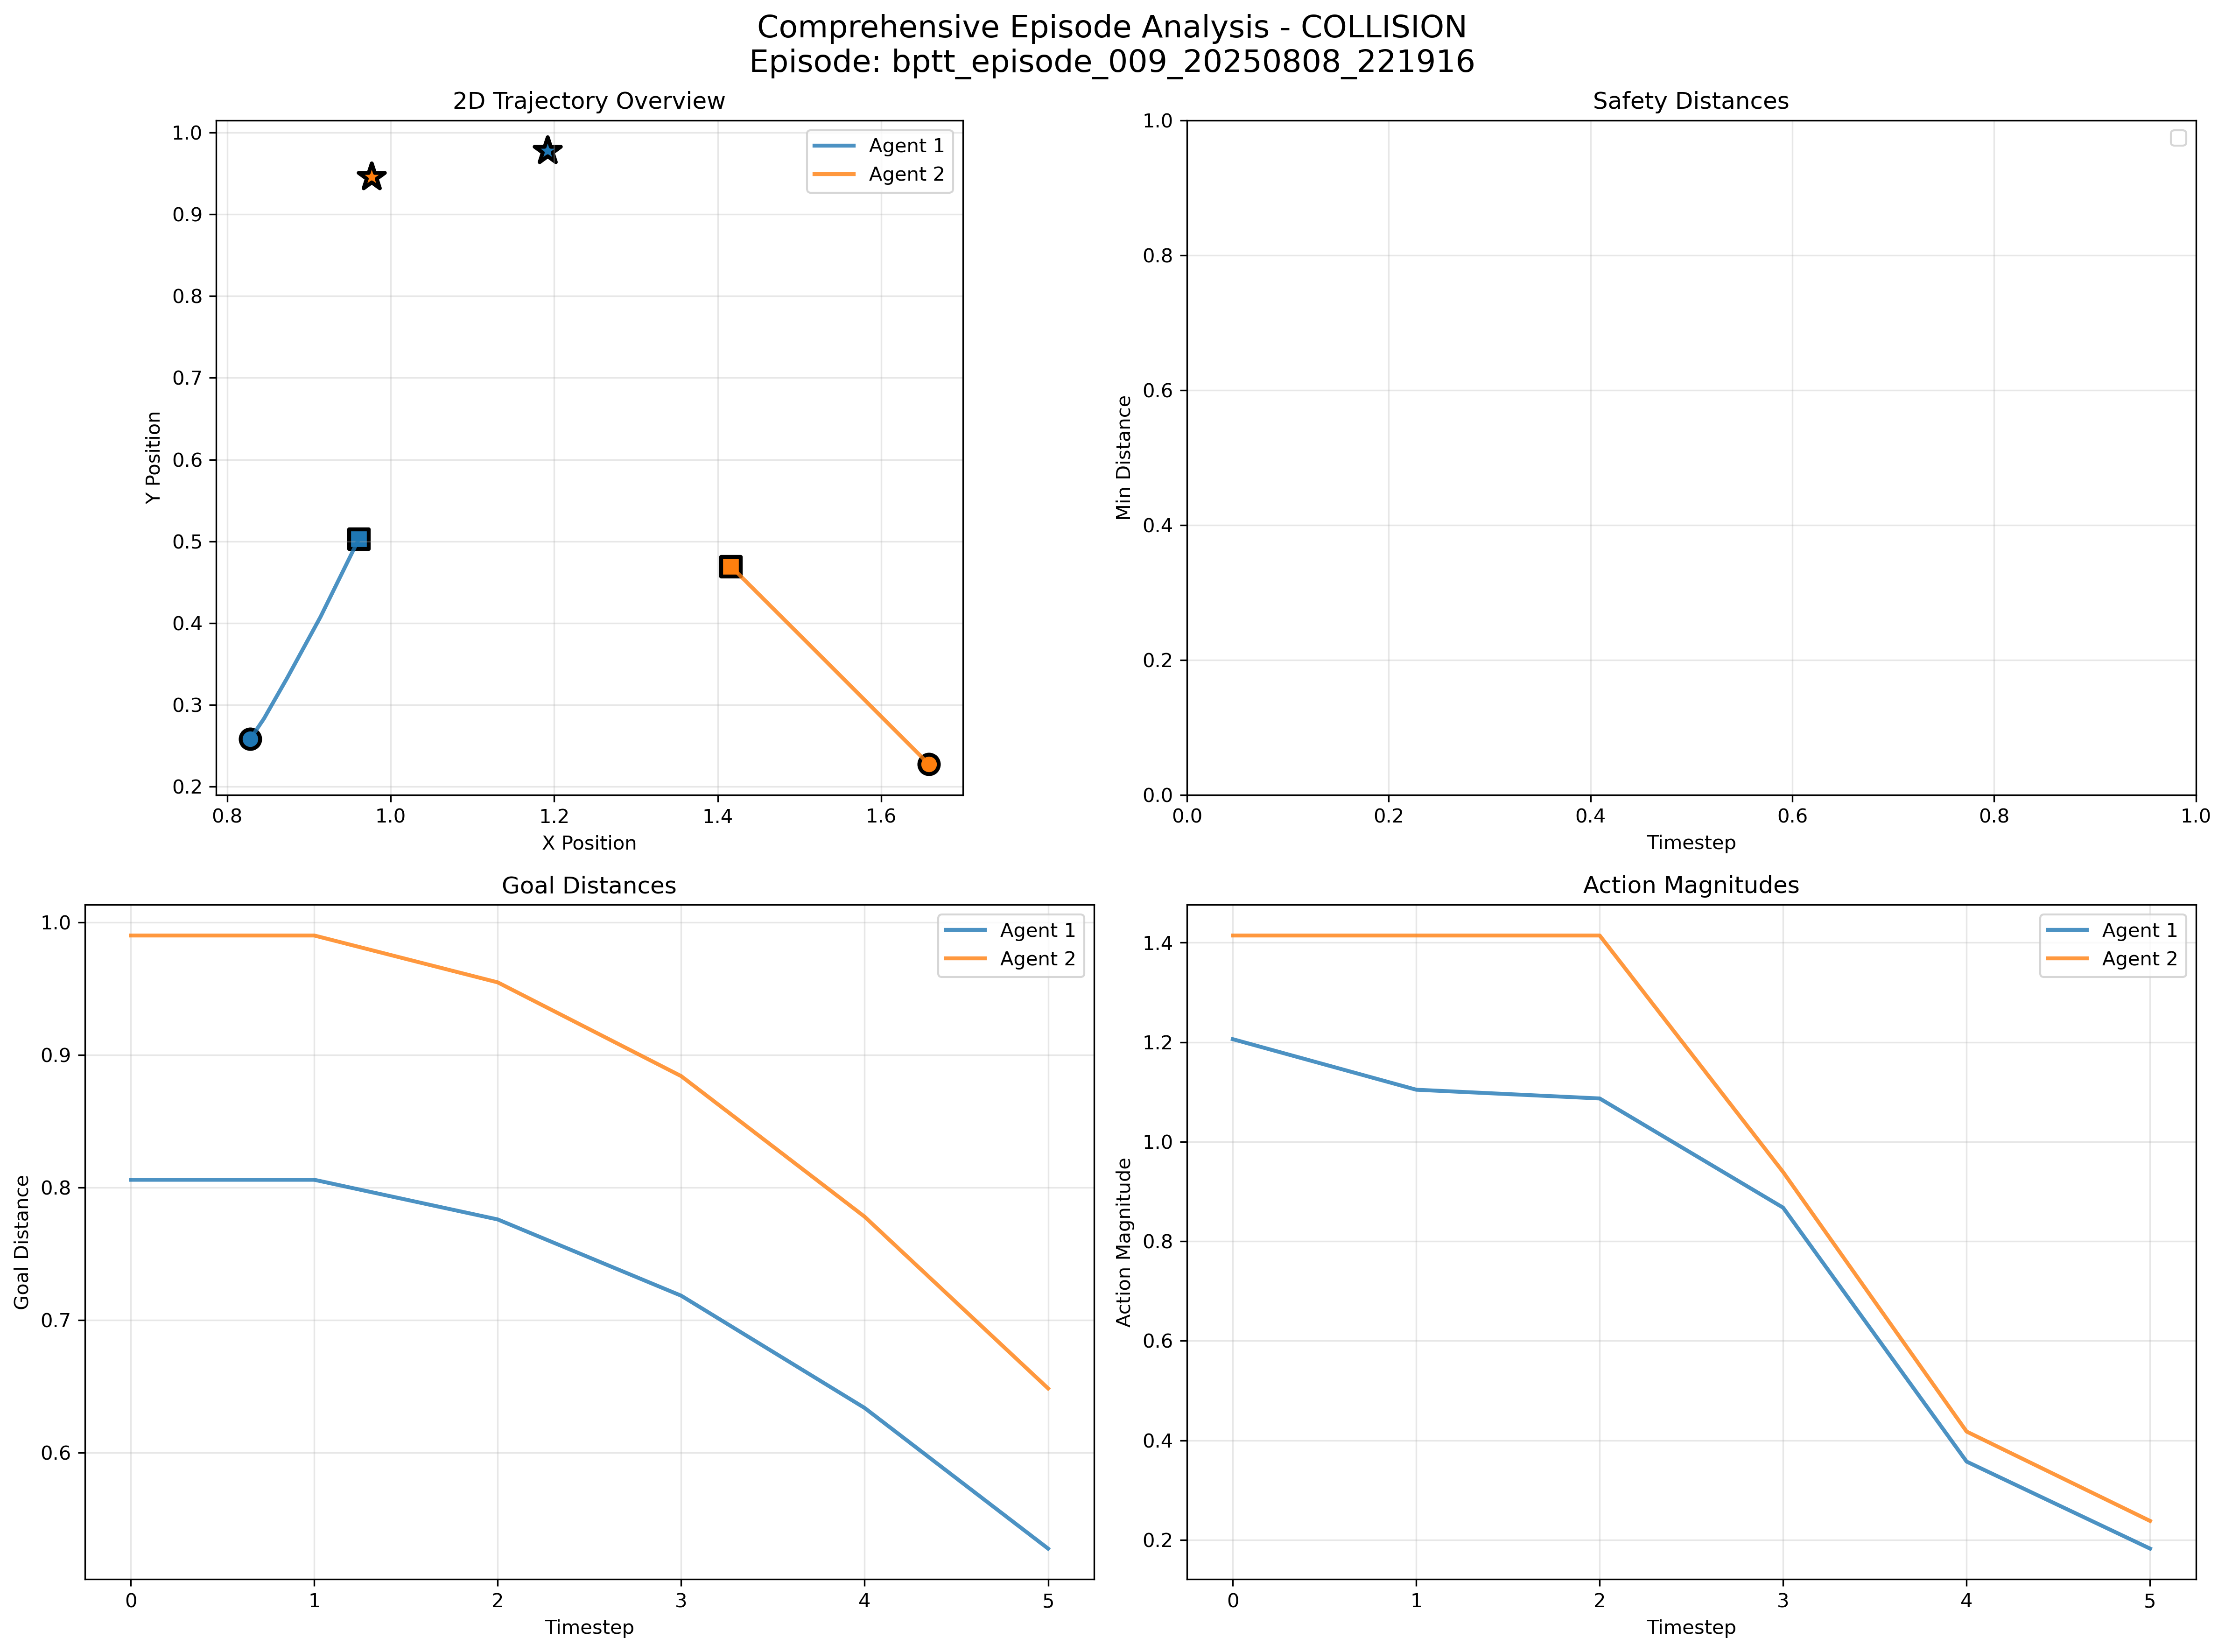 Comprehensive Episode Analysis - COLLISION
Episode: bptt_episode_009_20250808_221916
2D Trajectory Overview
Agent 1
Agent 2
Y Position
1.0
0.9
0.8
0.7
0.6
0.5
0.4
0.3
0.2
0.8 1.0 1.2 1.4 1.6
X Position
Safety Distances
Min Distance
1.0
0.8
0.6
0.4
0.2
0.0
0.0 0.2 0.4 0.6 0.8 1.0
Timestep
Goal Distances
Agent 1
Agent 2
Goal Distance
1.0
0.9
0.8
0.7
0.6
0 1 2 3 4 5
Timestep
Action Magnitudes
Agent 1
Agent 2
Action Magnitude
1.4
1.2
1.0
0.8
0.6
0.4
0.2
0 1 2 3 4 5
Timestep